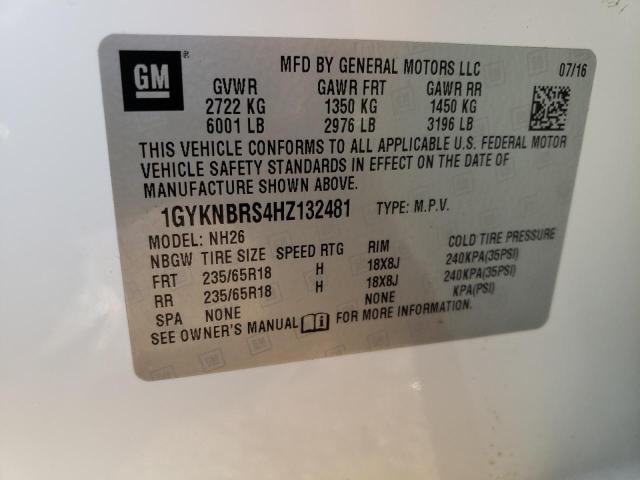 GM
MFD BY GENERAL MOTORS LLC 07/16
GVWR GAWR FRT GAWR RR
2722 KG 1350 KG 1450 KG
6001 LB 2976 LB 3196 LB
THIS VEHICLE CONFORMS TO ALL APPLICABLE U.S. FEDERAL MOTOR
VEHICLE SAFETY STANDARDS IN EFFECT ON THE DATE OF
MANUFACTURE SHOWN ABOVE.
1GYKNBRS4HZ132481 TYPE: M.P.V.
MODEL: NH26
NBGW TIRE SIZE SPEED RTG RIM COLD TIRE PRESSURE
FRT 235/65R18 H 18X8J 240KPA(35PSI)
RR 235/65R18 H 18X8J 240KPA(35PSI)
SPA NONE NONE KPA(PSI)
SEE OWNER'S MANUAL FOR MORE INFORMATION.